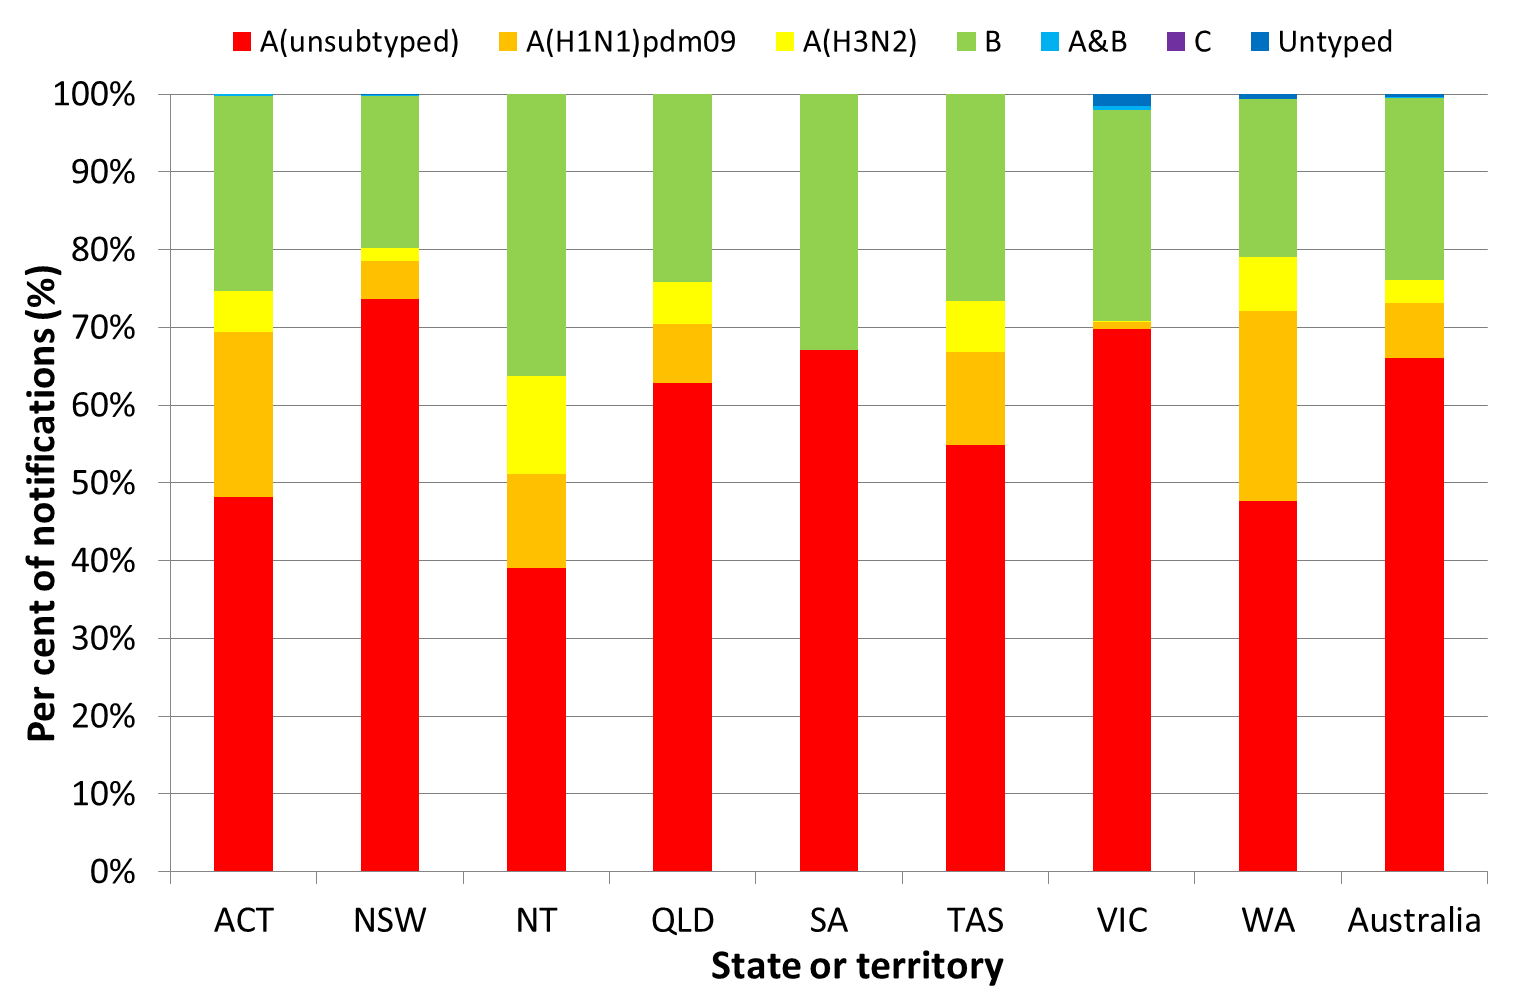 A(unsubtyped) A(H1N1)pdm09 A(H3N2) B A&B C Untyped
100%
90%
80%
70%
60%
50%
40%
30%
20%
10%
0%
Per cent of notifications (%)
ACT NSW NT QLD SA TAS VIC WA Australia
State or territory